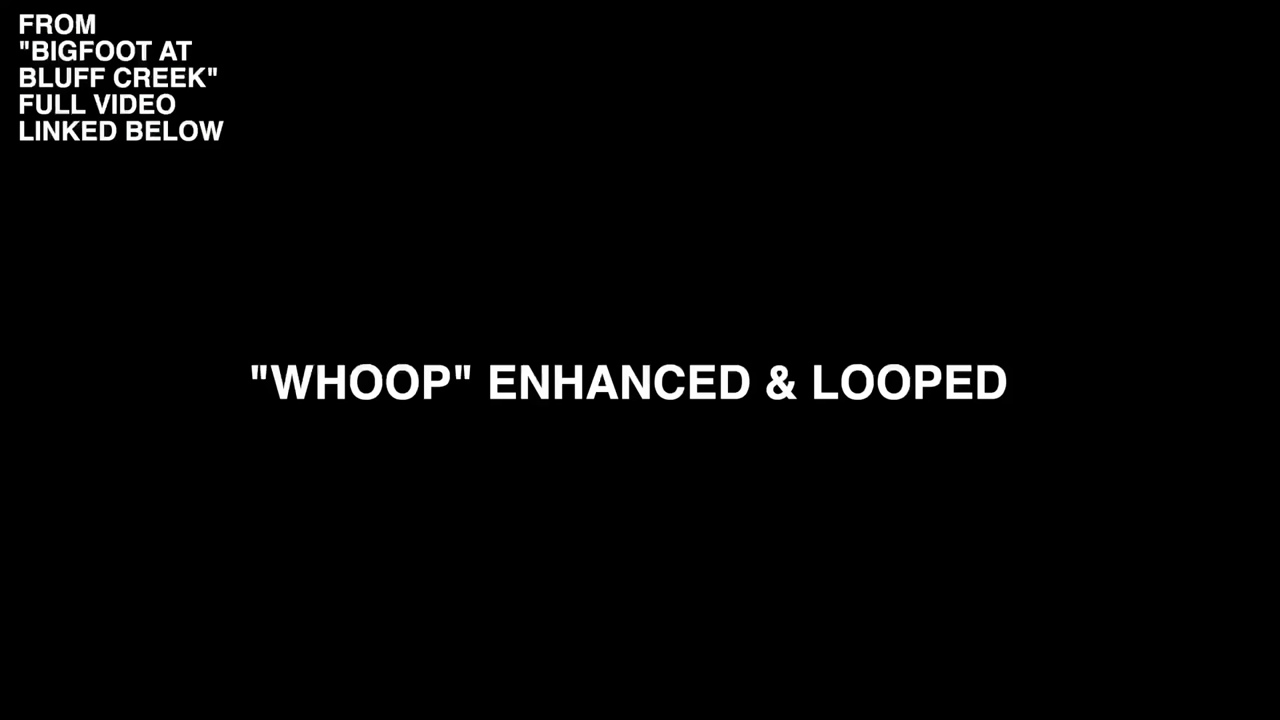 FROM
"BIGFOOT AT
BLUFF CREEK"
FULL VIDEO
LINKED BELOW
"WHOOP" ENHANCED & LOOPED